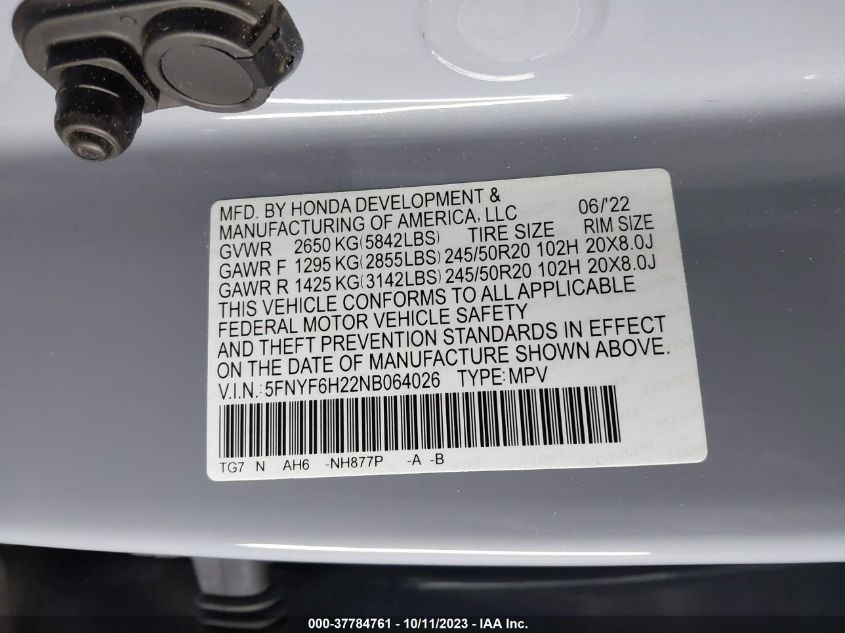 MFD. BY HONDA DEVELOPMENT &
MANUFACTURING OF AMERICA, LLC 06/'22
GVWR 2650 KG(5842LBS) TIRE SIZE RIM SIZE
GAWR F 1295 KG(2855LBS) 245/50R20 102H 20X8.0J
GAWR R 1425 KG(3142LBS) 245/50R20 102H 20X8.0J
THIS VEHICLE CONFORMS TO ALL APPLICABLE
FEDERAL MOTOR VEHICLE SAFETY
AND THEFT PREVENTION STANDARDS IN EFFECT
ON THE DATE OF MANUFACTURE SHOWN ABOVE.
V.I.N.: 5FNYF6H22NB064026 TYPE: MPV
TG7 N AH6 -NH877P -A -B
000-37784761 - 10/11/2023 - IAA Inc.